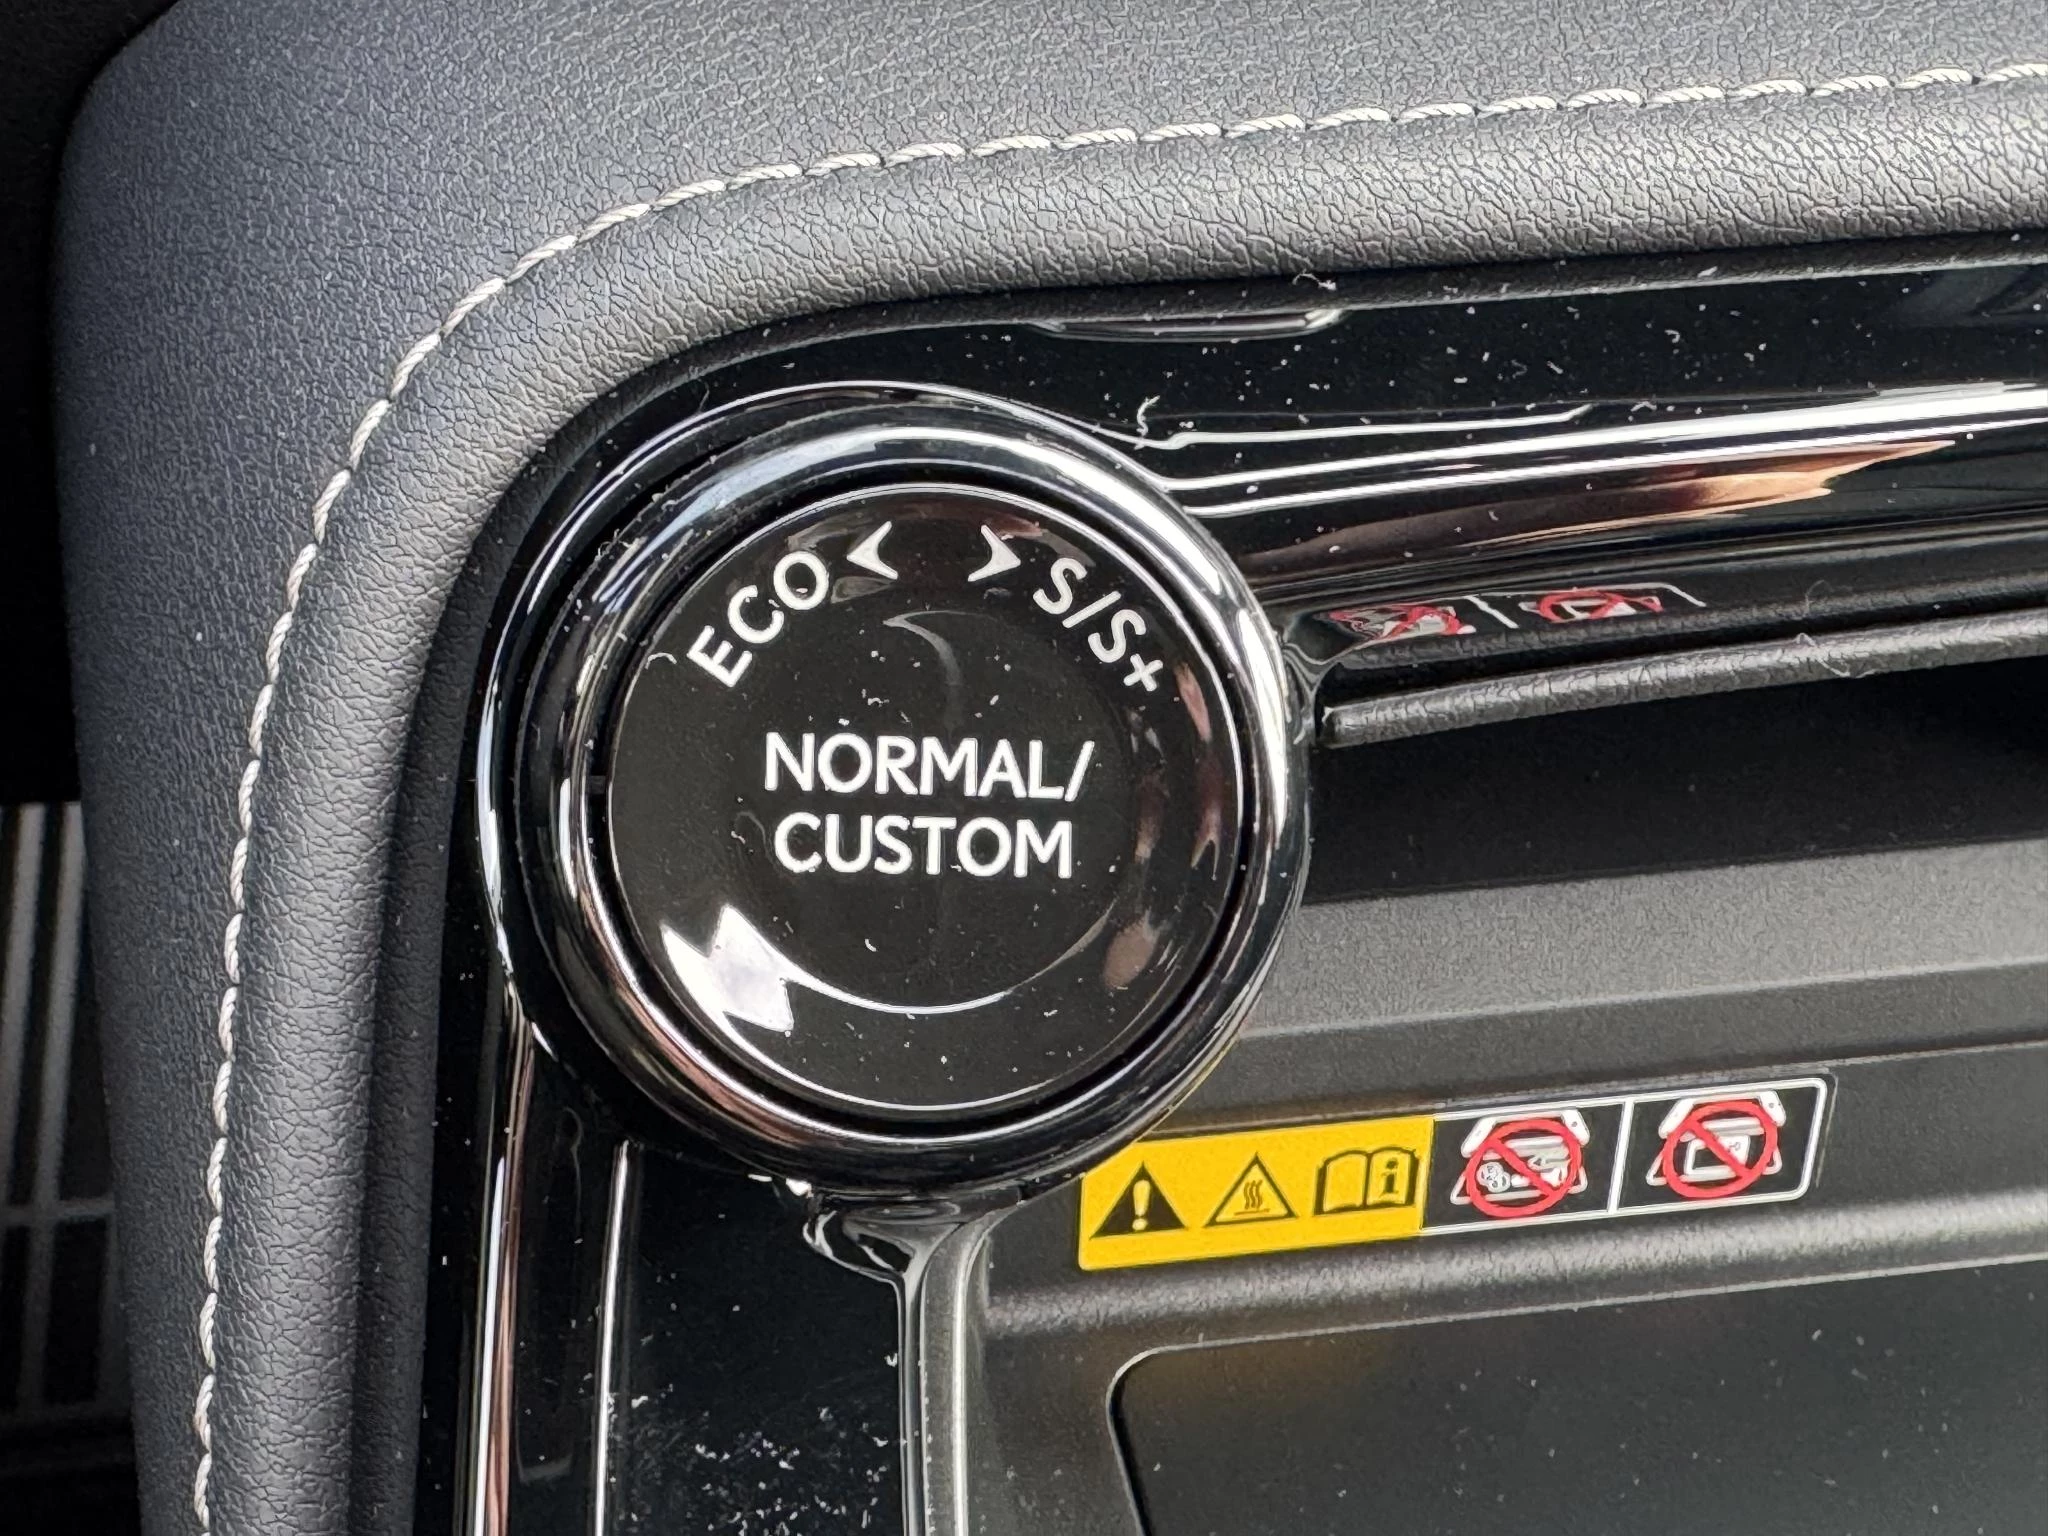 ECO
S/S+
NORMAL/
CUSTOM